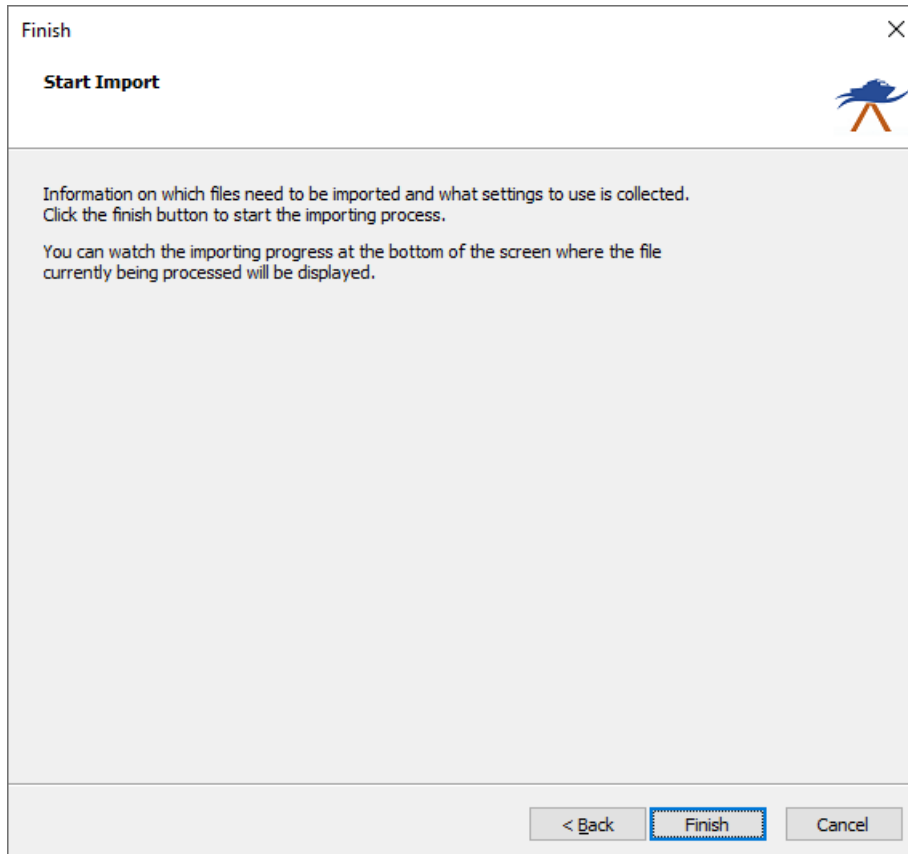 Finish
Start Import
Information on which files need to be imported and what settings to use is collected.
Click the finish button to start the importing process.
You can watch the importing progress at the bottom of the screen where the file
currently being processed will be displayed.
< Back
Finish
Cancel